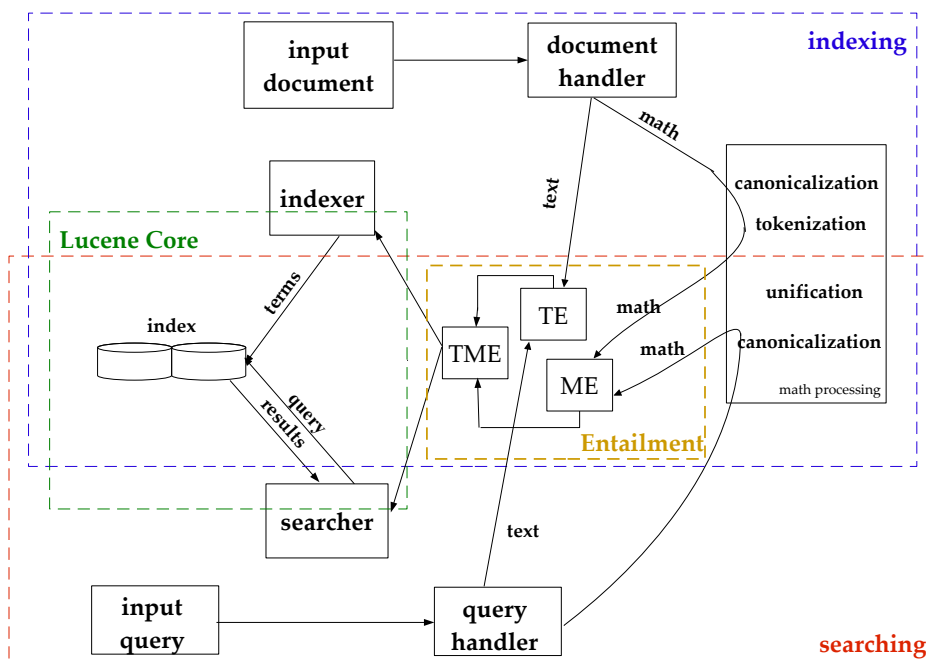 input
document
document
handler
indexing
math
canonicalization
text
indexer
tokenization
Lucene Core
terms
unification
index
TE
math
TME
math
canonicalization
ME
math processing
query
results
Entailment
searcher
text
input
query
query
handler
searching